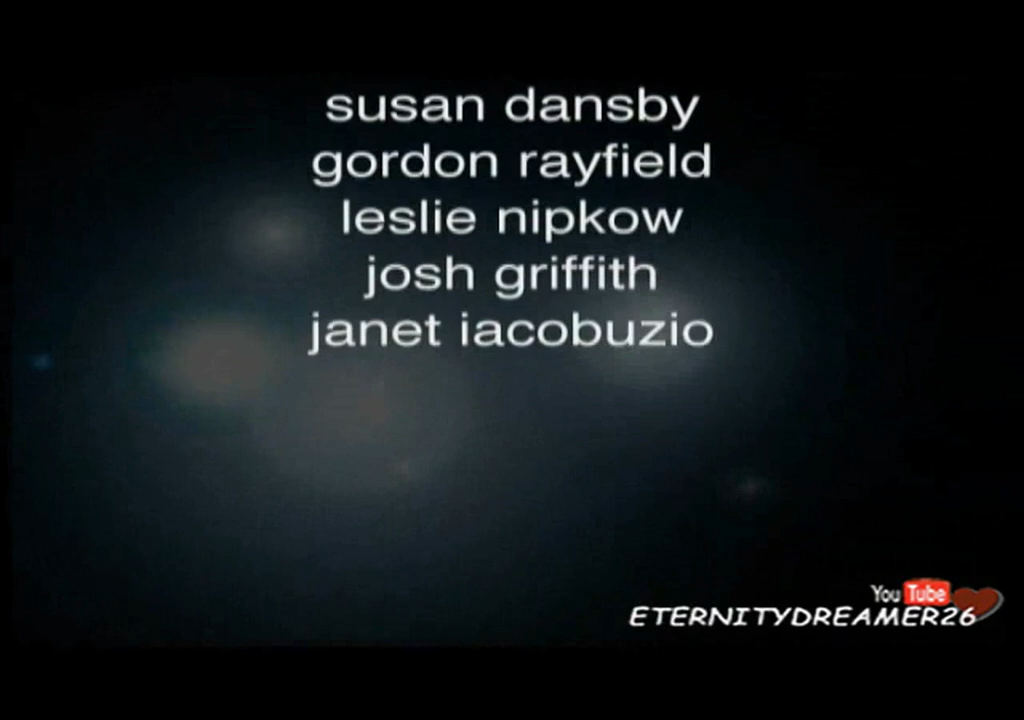 susan dansby
gordon rayfield
leslie nipkow
josh griffith
janet iacobuzio
You Tube
ETERNITYDREAMER26